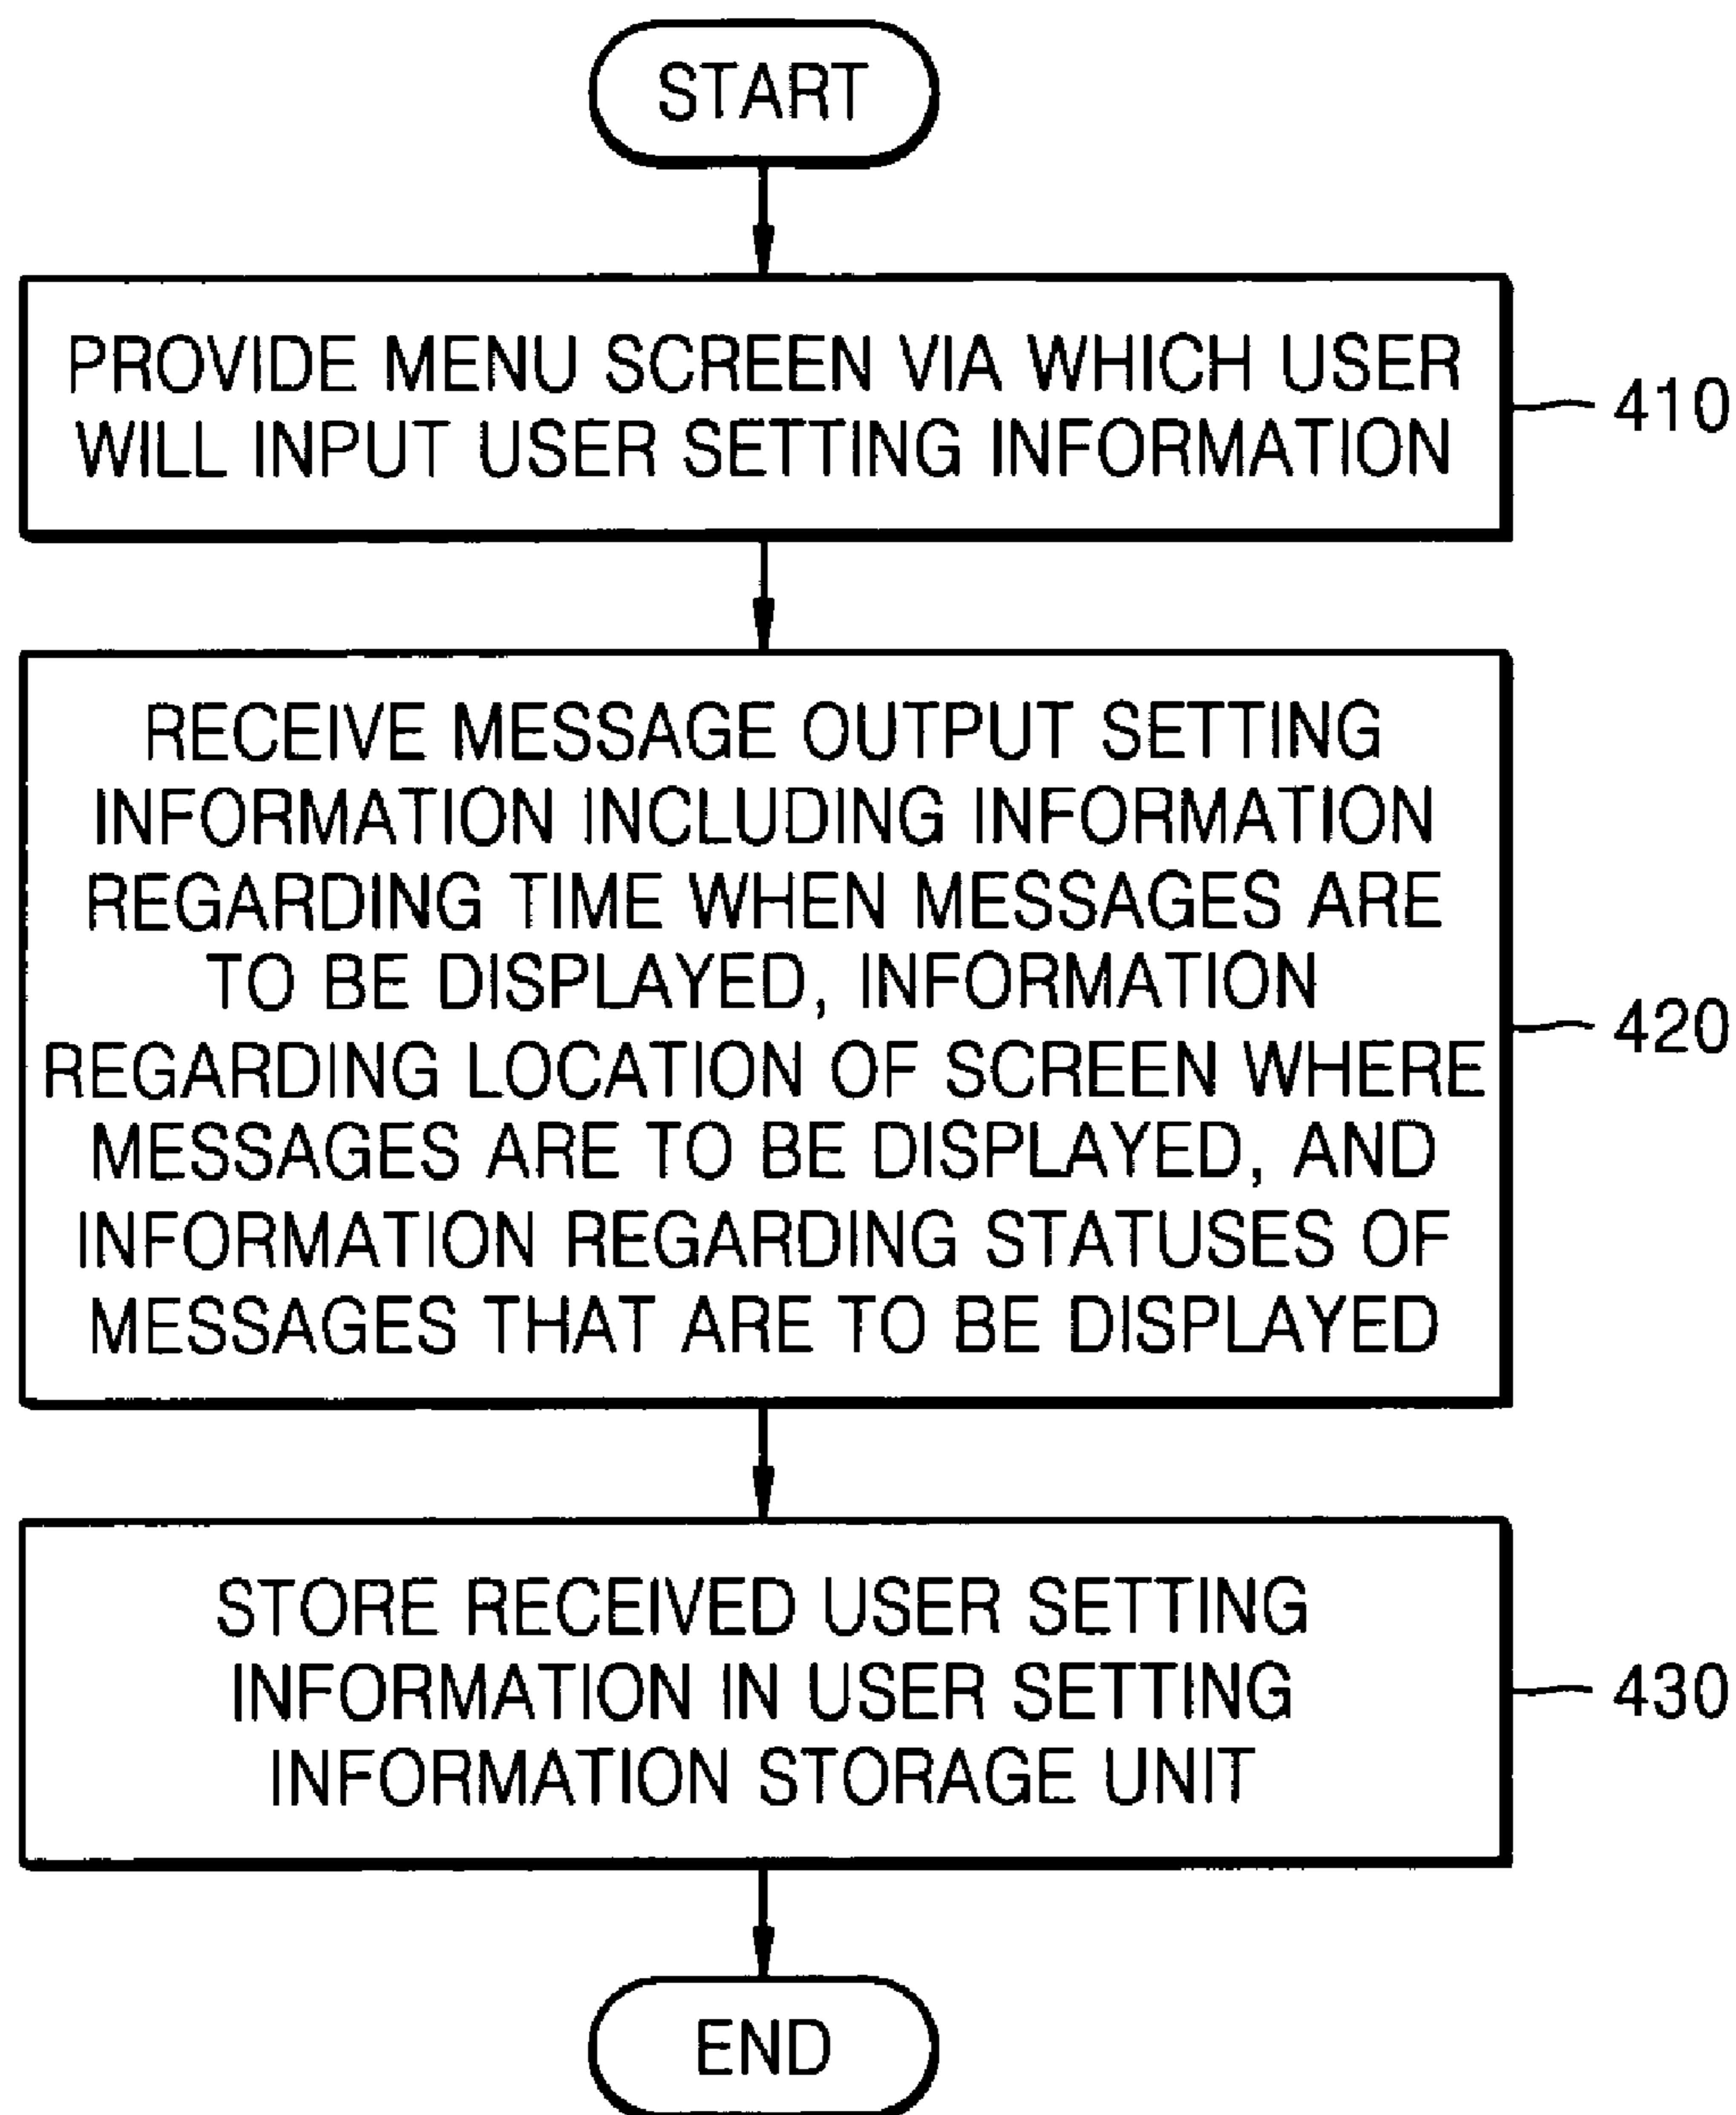 START
PROVIDE MENU SCREEN VIA WHICH USER
WILL INPUT USER SETTING INFORMATION
410
RECEIVE MESSAGE OUTPUT SETTING
INFORMATION INCLUDING INFORMATION
REGARDING TIME WHEN MESSAGES ARE
TO BE DISPLAYED, INFORMATION
REGARDING LOCATION OF SCREEN WHERE
MESSAGES ARE TO BE DISPLAYED, AND
INFORMATION REGARDING STATUSES OF
MESSAGES THAT ARE TO BE DISPLAYED
420
STORE RECEIVED USER SETTING
INFORMATION IN USER SETTING
INFORMATION STORAGE UNIT
430
END